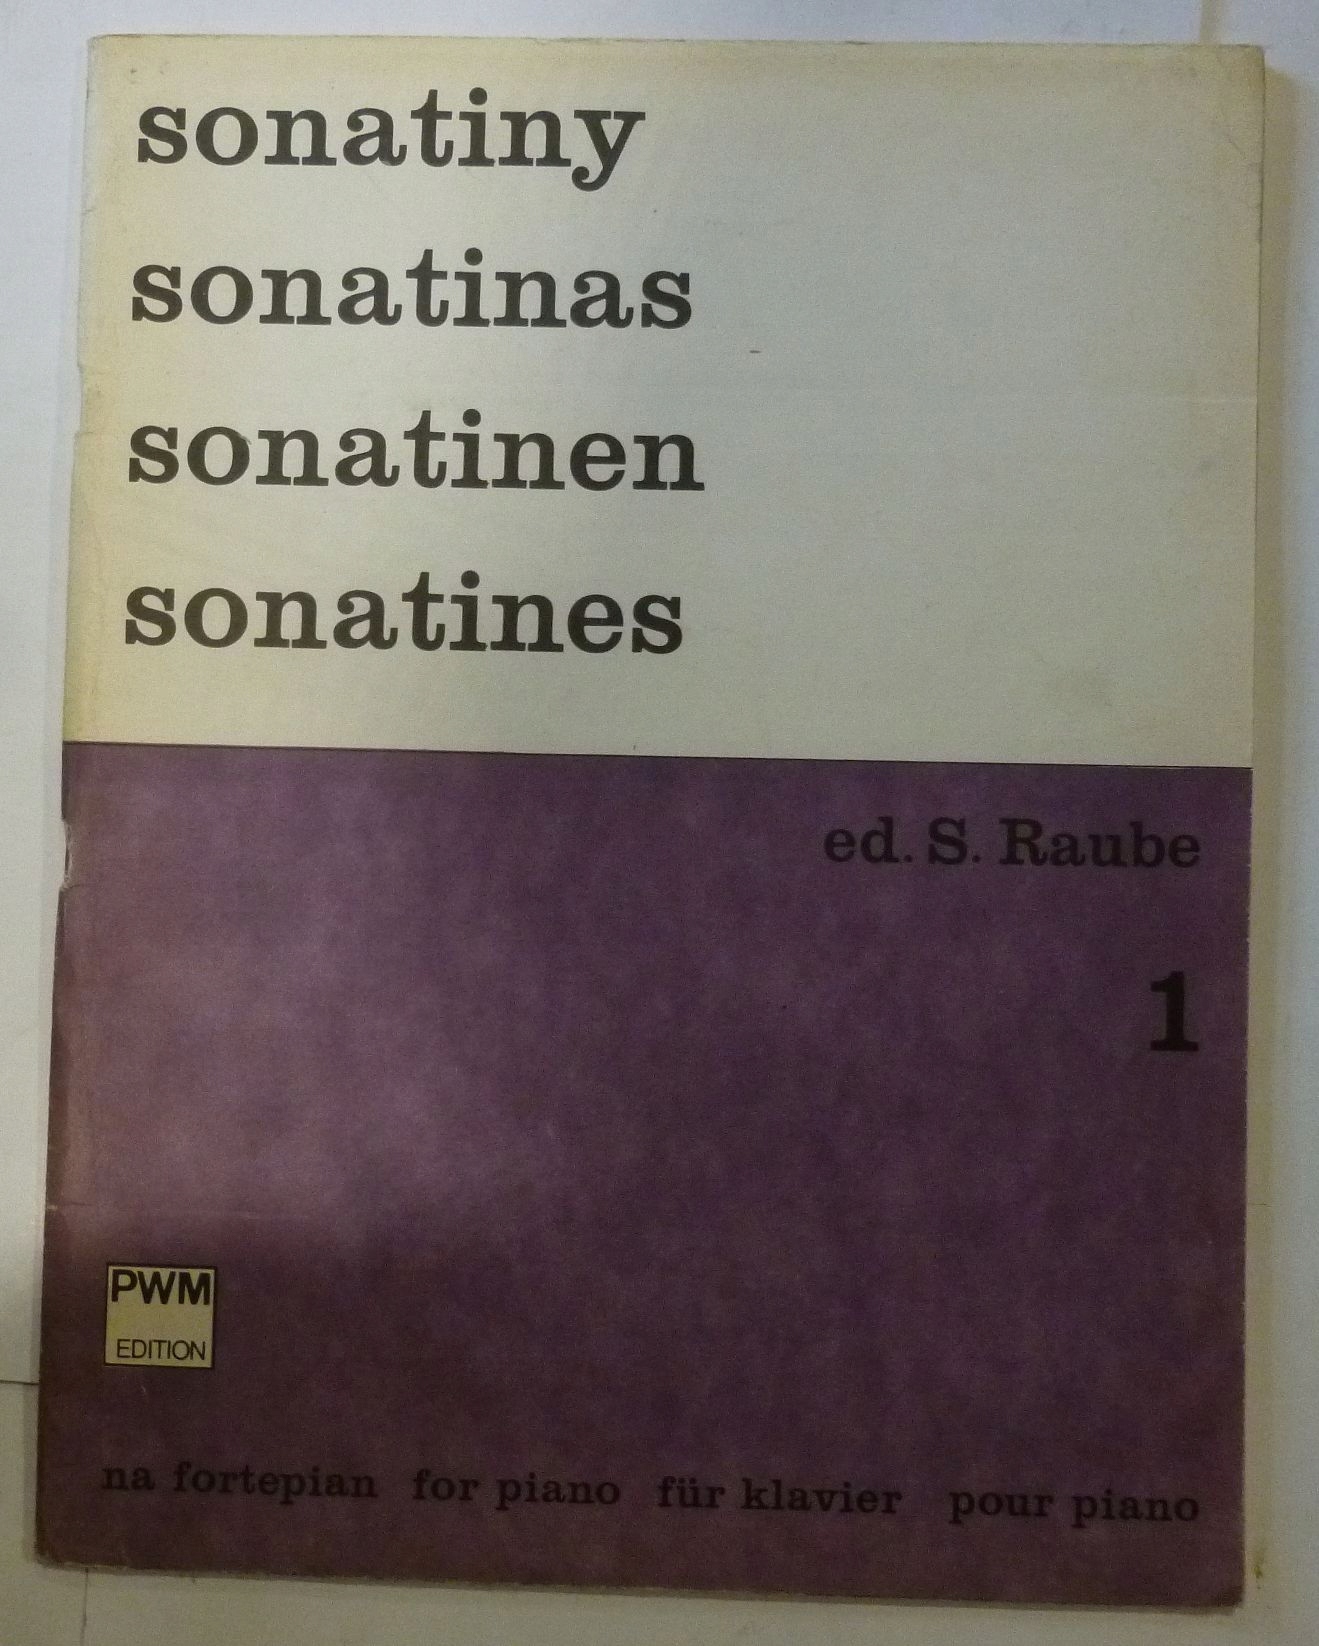 sonatiny
sonatinas
sonatinen
sonatines
ed. S. Raube
1
PWM
EDITION
na fortepian for piano für klavier pour piano